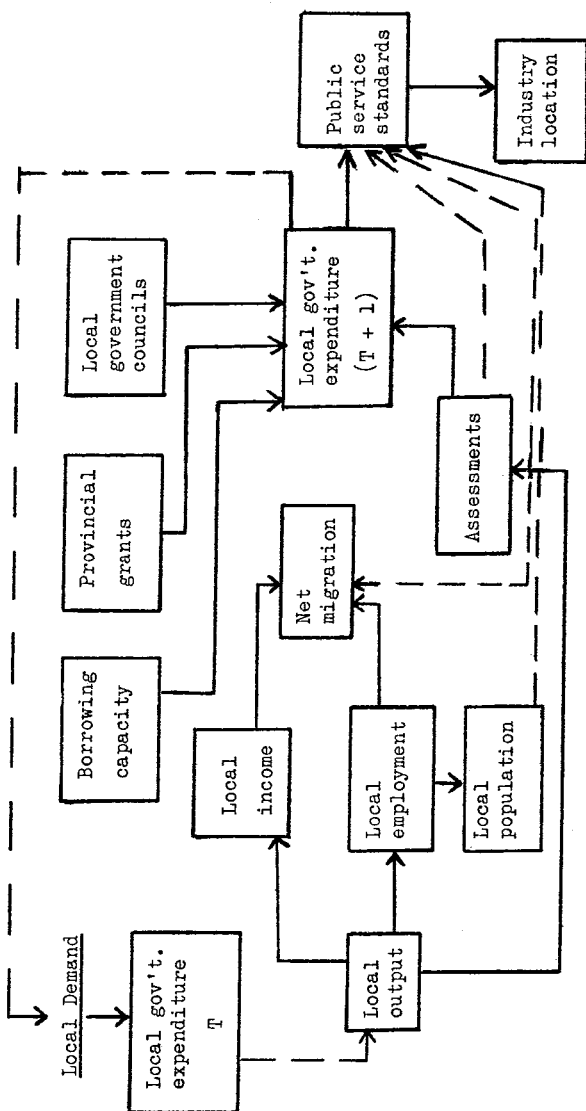 Local Demand
Local gov't.
expenditure
T
Local
output
Local
income
Local
employment
Local
population
Borrowing
capacity
Provincial
grants
Local
government
councils
Net
migration
Local gov't.
expenditure
(T + 1)
Assessments
Public
service
standards
Industry
location